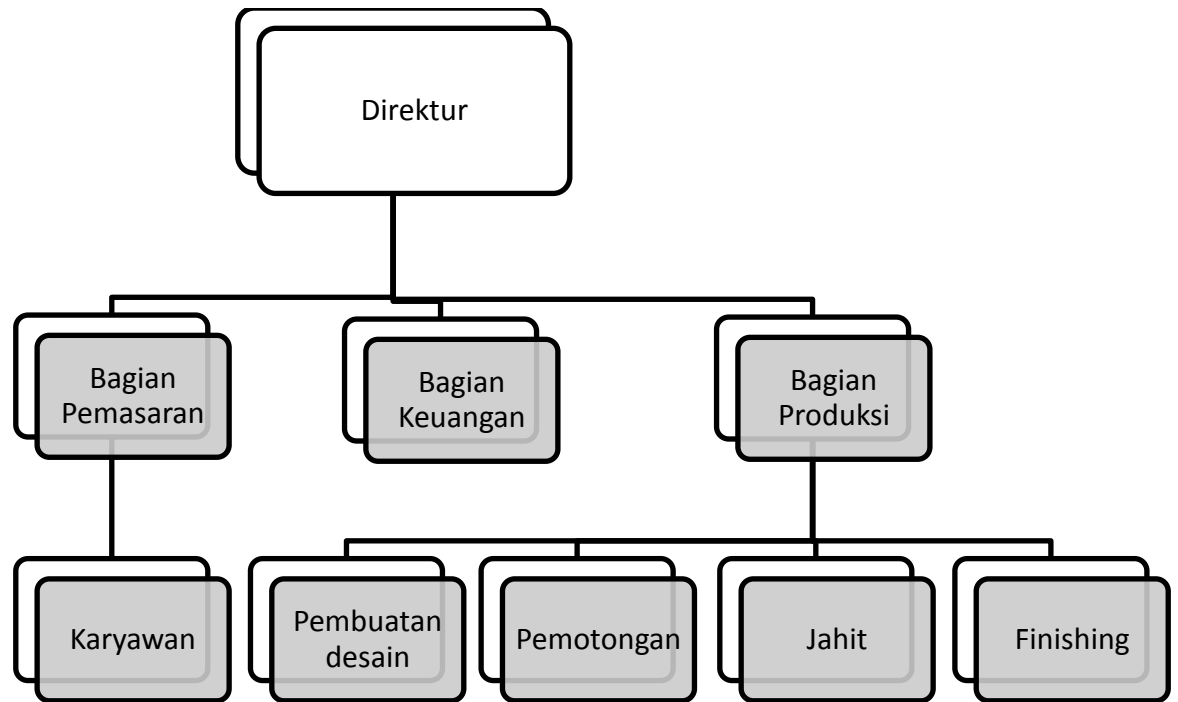 Direktur
Bagian
Pemasaran
Bagian
Keuangan
Bagian
Produksi
Karyawan
Pembuatan
desain
Pemotongan
Jahit
Finishing